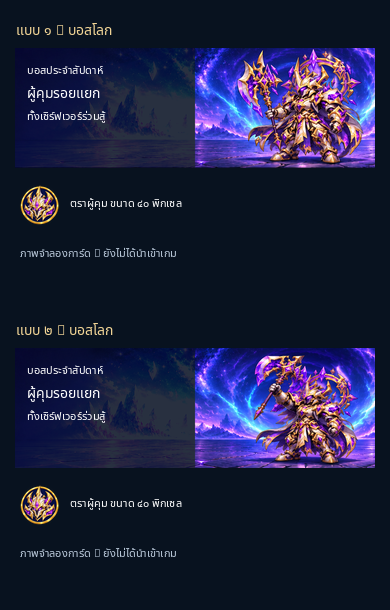 แบบ ๑ ▯ บอสโลก
บอสประจำสัปดาห์
ผู้คุมรอยแยก
ทั้งเซิร์ฟเวอร์ร่วมสู้
ตราผู้คุม ขนาด ๔๐ พิกเซล
ภาพจำลองการ์ด ▯ ยังไม่ได้นำเข้าเกม
แบบ ๒ ▯ บอสโลก
บอสประจำสัปดาห์
ผู้คุมรอยแยก
ทั้งเซิร์ฟเวอร์ร่วมสู้
ตราผู้คุม ขนาด ๔๐ พิกเซล
ภาพจำลองการ์ด ▯ ยังไม่ได้นำเข้าเกม